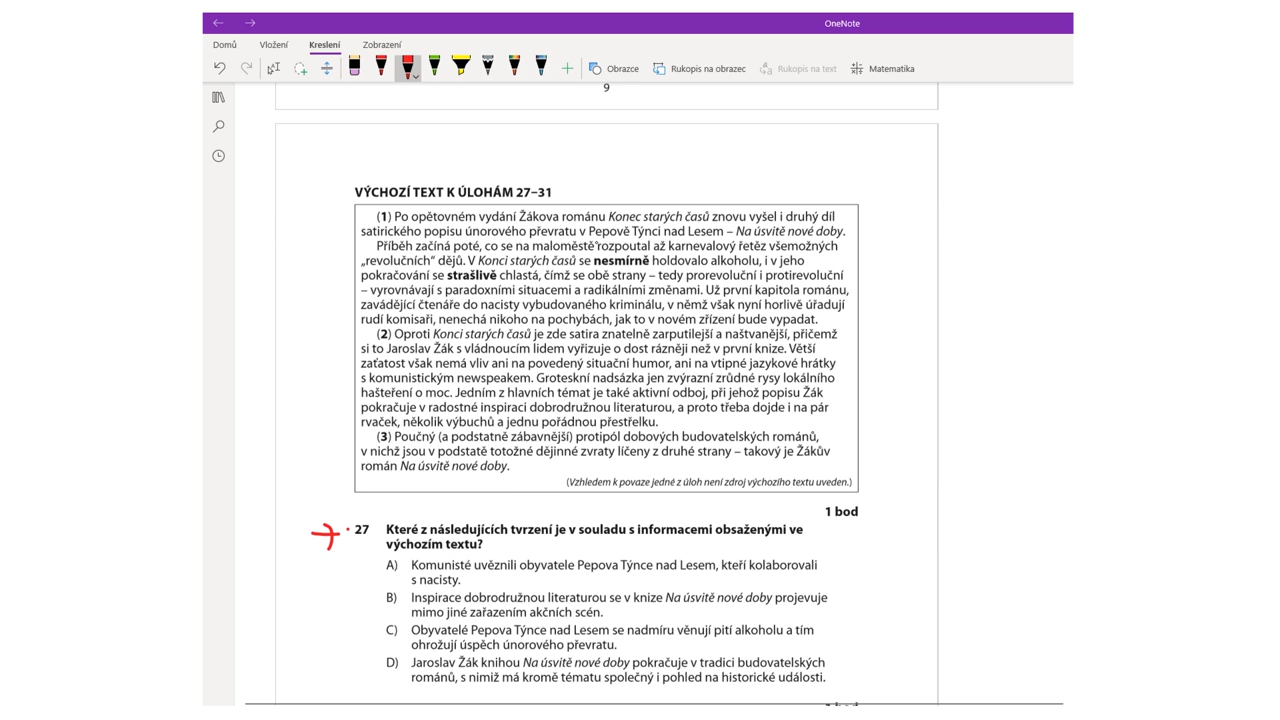 OneNote
Domů Vložení Kreslení Zobrazení
Obrazce Rukopis na obrazec Rukopis na text Matematika
9
VÝCHOZÍ TEXT K ÚLOHÁM 27–31
(1) Po opětovném vydání Žákova románu Konec starých časů znovu vyšel i druhý díl
satirického popisu únorového převratu v Pepově Týnci nad Lesem – Na úsvitě nové doby.
Příběh začíná poté, co se na maloměstě rozpoutal až karnevalový řetěz všemožných
„revolučních“ dějů. V Konci starých časů se nesmírně holdovalo alkoholu, i v jeho
pokračování se strašlivě chlastá, čímž se obě strany – tedy prorevoluční i protirevoluční
– vyrovnávají s paradoxními situacemi a radikálními změnami. Už první kapitola románu,
zavádějící čtenáře do nacisty vybudovaného kriminálu, v němž však nyní horlivě úřadují
rudí komisaři, nenechá nikoho na pochybách, jak to v novém zřízení bude vypadat.
(2) Oproti Konci starých časů je zde satira znatelně zarputilejší a naštvanější, přičemž
si to Jaroslav Žák s vládnoucím lidem vyřizuje o dost rázněji než v první knize. Větší
zaťatost však nemá vliv ani na povedený situační humor, ani na vtipné jazykové hrátky
s komunistickým newspeakem. Groteskní nadsázka jen zvýrazní zrůdné rysy lokálního
hašteření o moc. Jedním z hlavních témat je také aktivní odboj, při jehož popisu Žák
pokračuje v radostné inspiraci dobrodružnou literaturou, a proto třeba dojde i na pár
rvaček, několik výbuchů a jednu pořádnou přestřelku.
(3) Poučný (a podstatně zábavnější) protipól dobových budovatelských románů,
v nichž jsou v podstatě totožné dějinné zvraty líčeny z druhé strany – takový je Žákův
román Na úsvitě nové doby.
(Vzhledem k povaze jedné z úloh není zdroj výchozího textu uveden.)
1 bod
27 Které z následujících tvrzení je v souladu s informacemi obsaženými ve
výchozím textu?
A) Komunisté uvěznili obyvatele Pepova Týnce nad Lesem, kteří kolaborovali
s nacisty.
B) Inspirace dobrodružnou literaturou se v knize Na úsvitě nové doby projevuje
mimo jiné zařazením akčních scén.
C) Obyvatelé Pepova Týnce nad Lesem se nadmíru věnují pití alkoholu a tím
ohrožují úspěch únorového převratu.
D) Jaroslav Žák knihou Na úsvitě nové doby pokračuje v tradici budovatelských
románů, s nimiž má kromě tématu společný i pohled na historické události.